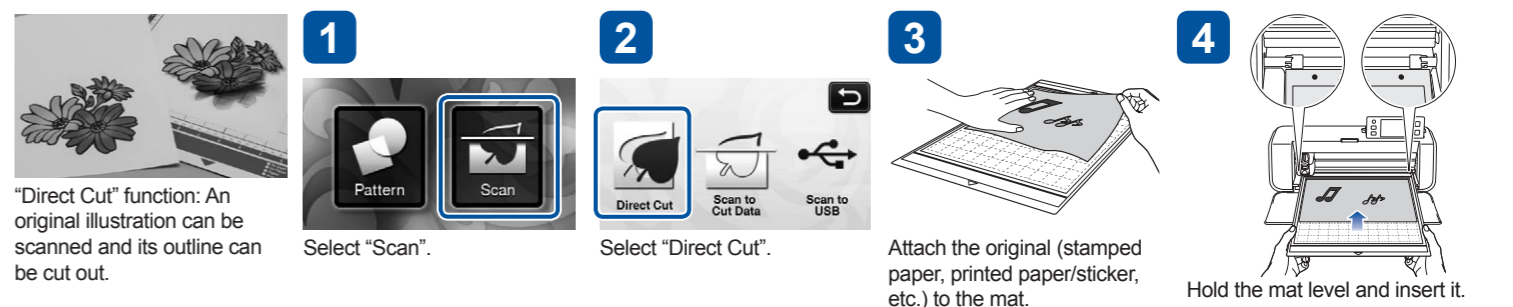 “Direct Cut” function: An
original illustration can be
scanned and its outline can
be cut out.
1
Pattern
Scan
Select “Scan”.
2
Direct Cut
Scan to
Cut Data
Scan to
USB
Select “Direct Cut”.
3
Attach the original (stamped
paper, printed paper/sticker,
etc.) to the mat.
4
Hold the mat level and insert it.